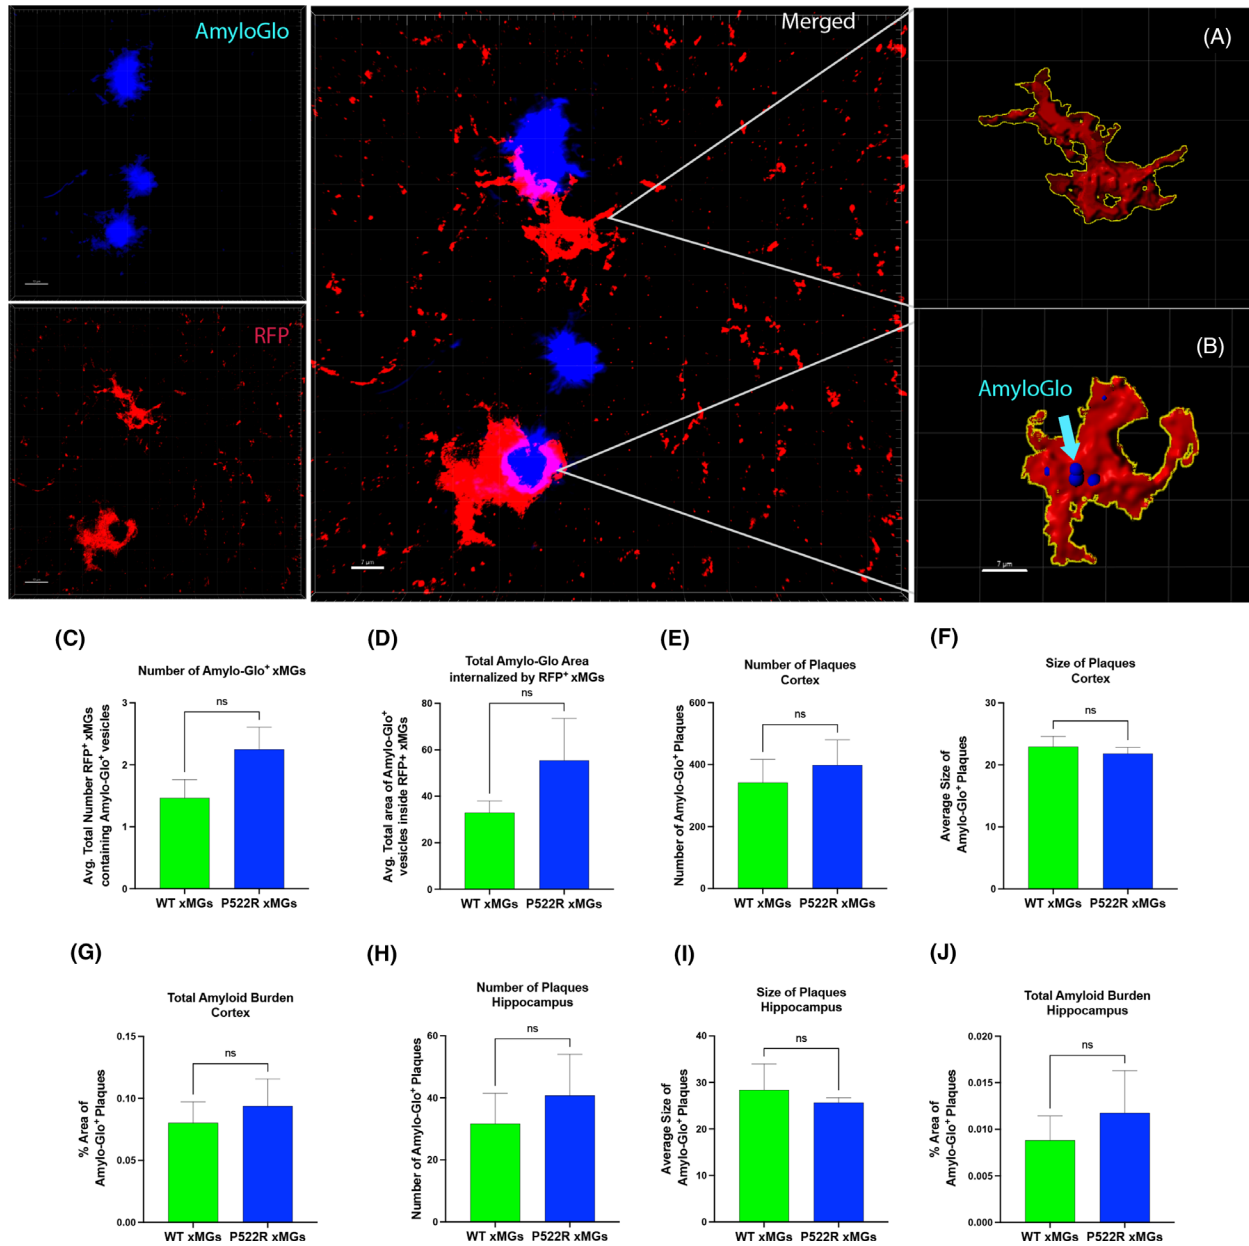 AmyloGlo
Merged
(A)
RFP
(B)
AmyloGlo
7 µm
7 µm
(C)
Number of Amylo-Glo⁺ xMGs
Avg. Total Number RFP⁺ xMGs
containing Amylo-Glo⁺ vesicles
3
2
1
0
ns
WT xMGs P522R xMGs
(D)
Total Amylo-Glo Area
internalized by RFP⁺ xMGs
Avg. Total area of Amylo-Glo⁺
vesicles inside RFP+ xMGs
80
60
40
20
0
ns
WT xMGs P522R xMGs
(E)
Number of Plaques
Cortex
Number of Amylo-Glo⁺ Plaques
600
400
200
0
ns
WT xMGs P522R xMGs
(F)
Size of Plaques
Cortex
Average Size of
Amylo-Glo⁺ Plaques
30
20
10
0
ns
WT xMGs P522R xMGs
(G)
Total Amyloid Burden
Cortex
% Area of
Amylo-Glo⁺ Plaques
0.15
0.10
0.05
0.00
ns
WT xMGs P522R xMGs
(H)
Number of Plaques
Hippocampus
Number of Amylo-Glo⁺ Plaques
60
40
20
0
ns
WT xMGs P522R xMGs
(I)
Size of Plaques
Hippocampus
Average Size of
Amylo-Glo⁺ Plaques
40
30
20
10
0
ns
WT xMGs P522R xMGs
(J)
Total Amyloid Burden
Hippocampus
% Area of
Amylo-Glo⁺ Plaques
0.020
0.015
0.010
0.005
0.000
ns
WT xMGs P522R xMGs